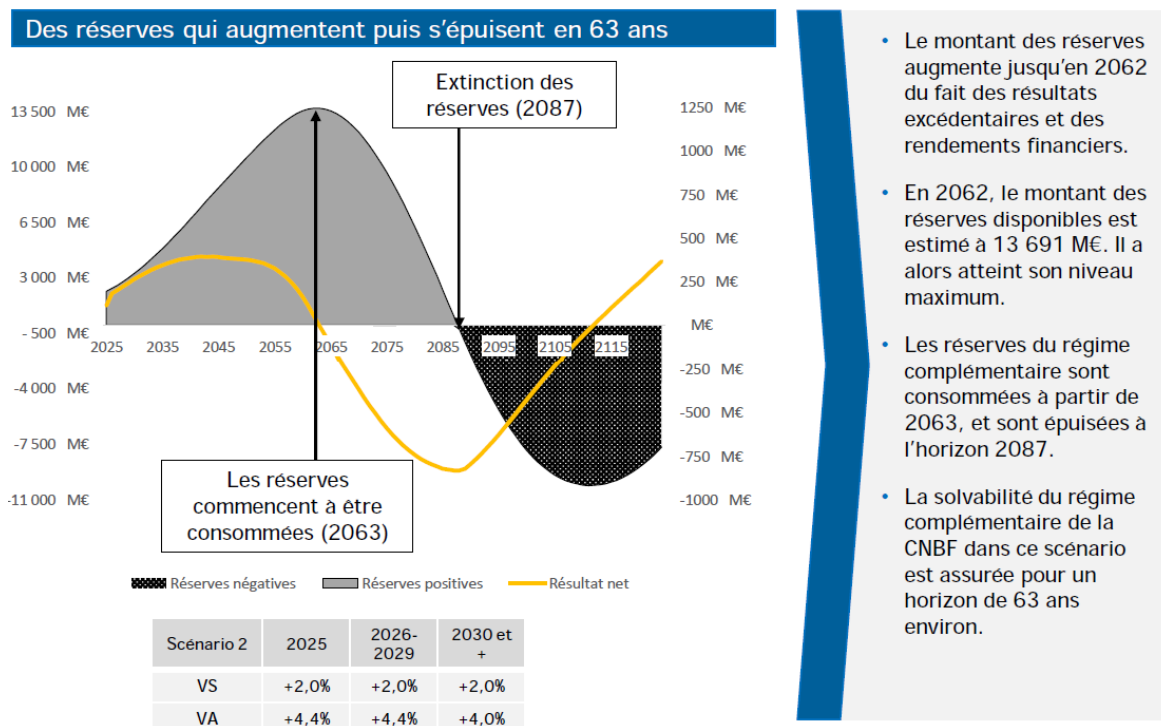 Des réserves qui augmentent puis s'épuisent en 63 ans
Extinction des
réserves (2087)
13 500 M€
10 000 M€
6 500 M€
3 000 M€
-500 M€
-4 000 M€
-7 500 M€
-11 000 M€
1250 M€
1000 M€
750 M€
500 M€
250 M€
M€
-250 M€
-500 M€
-750 M€
-1000 M€
2025 2035 2045 2055 2065 2075 2085 2095 2105 2115
Les réserves
commencent à être
consommées (2063)
Réserves négatives Réserves positives Résultat net
Scénario 2 2025 2026-2029 2030 et +
VS +2,0% +2,0% +2,0%
VA +4,4% +4,4% +4,0%
• Le montant des réserves
augmente jusqu'en 2062
du fait des résultats
excédentaires et des
rendements financiers.
• En 2062, le montant des
réserves disponibles est
estimé à 13 691 M€. Il a
alors atteint son niveau
maximum.
• Les réserves du régime
complémentaire sont
consommées à partir de
2063, et sont épuisées à
l'horizon 2087.
• La solvabilité du régime
complémentaire de la
CNBF dans ce scénario
est assurée pour un
horizon de 63 ans
environ.